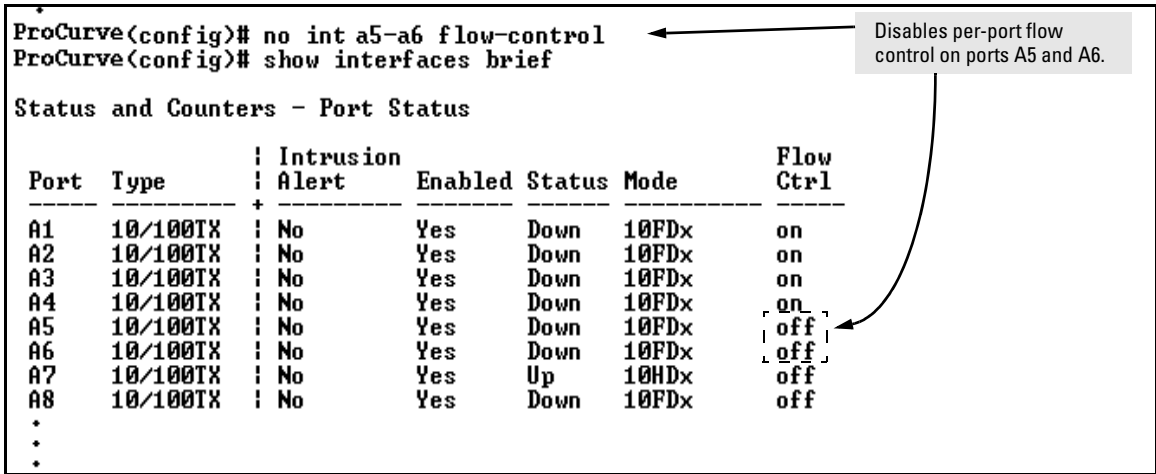 ProCurve(config)# no int a5-a6 flow-control
ProCurve(config)# show interfaces brief
Disables per-port flow
control on ports A5 and A6.
Status and Counters - Port Status
| Intrusion Flow
Port Type | Alert Enabled Status Mode Ctrl
----- --------- + ---------- ------- ------ ---------- -----
A1 10/100TX | No Yes Down 10FDx on
A2 10/100TX | No Yes Down 10FDx on
A3 10/100TX | No Yes Down 10FDx on
A4 10/100TX | No Yes Down 10FDx on
A5 10/100TX | No Yes Down 10FDx off
A6 10/100TX | No Yes Down 10FDx off
A7 10/100TX | No Yes Up 10HDx off
A8 10/100TX | No Yes Down 10FDx off